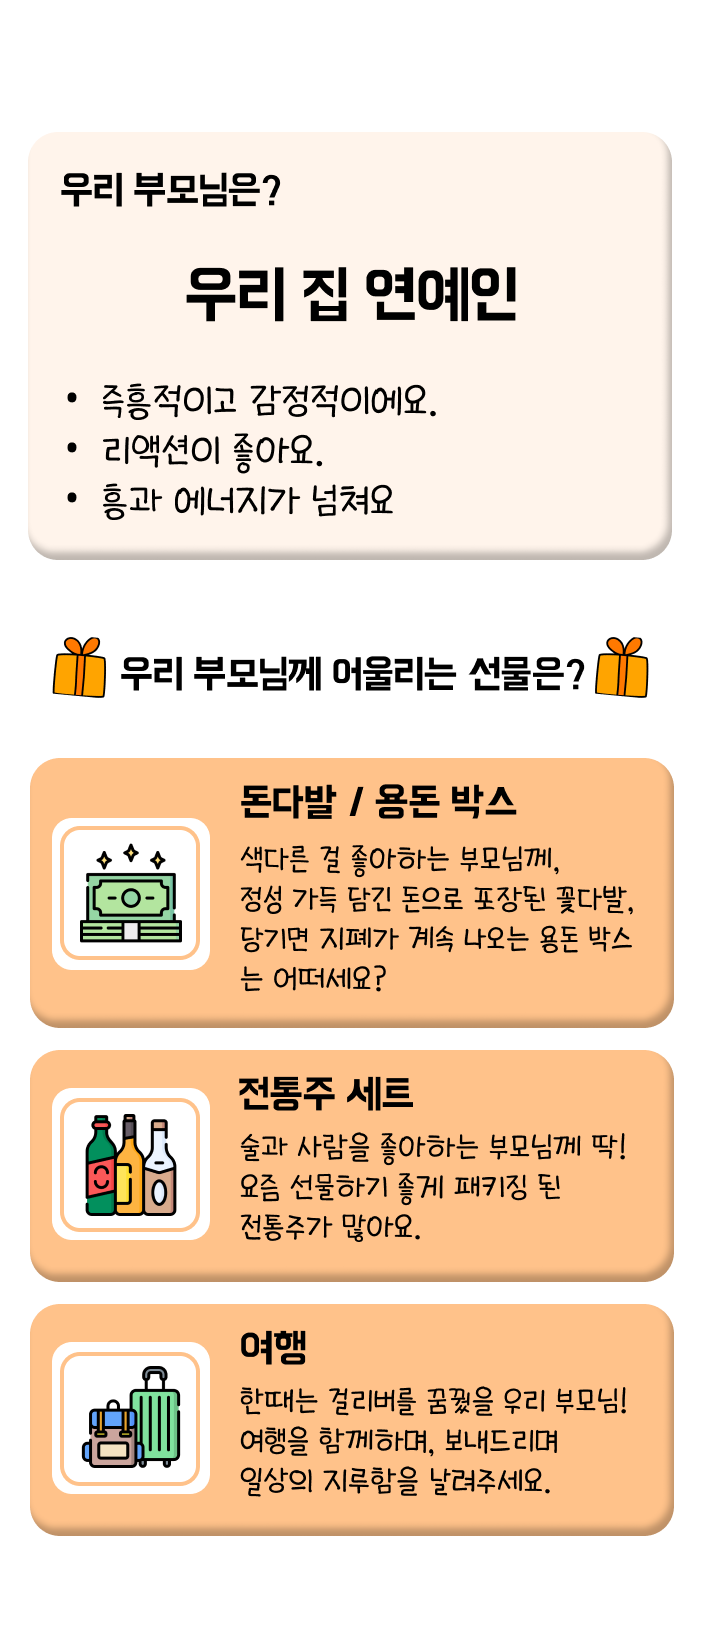 우리 부모님은?
우리 집 연예인
• 즉흥적이고 감정적이에요.
• 리액션이 좋아요.
• 흥과 에너지가 넘쳐요
우리 부모님께 어울리는 선물은?
돈다발 / 용돈 박스
색다른 걸 좋아하는 부모님께,
정성 가득 담긴 돈으로 포장된 꽃다발,
당기면 지폐가 계속 나오는 용돈 박스
는 어떠세요?
전통주 세트
술과 사람을 좋아하는 부모님께 딱!
요즘 선물하기 좋게 패키징 된
전통주가 많아요.
여행
한때는 걸리버를 꿈꿨을 우리 부모님!
여행을 함께하며, 보내드리며
일상의 지루함을 날려주세요.